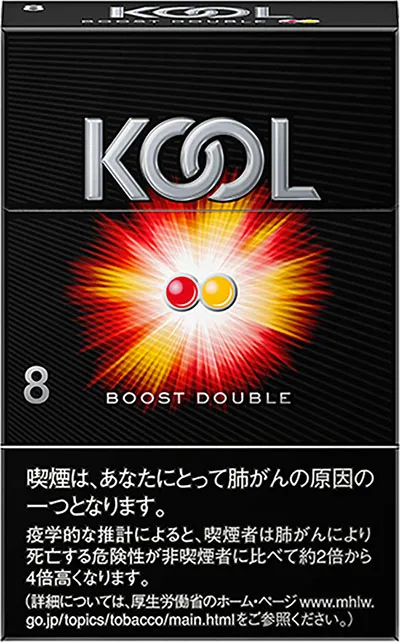 8 KOOL BOOST DOUBLE
KOOL
8
BOOST DOUBLE
喫煙は、あなたにとって肺がんの原因の
一つとなります。
疫学的な推計によると、喫煙者は肺がんにより
死亡する危険性が非喫煙者に比べて約2倍から
4倍高くなります。
(詳細については、厚生労働省のホーム・ページ www.mhlw.
go.jp/topics/tobacco/main.htmlをご参照ください。)